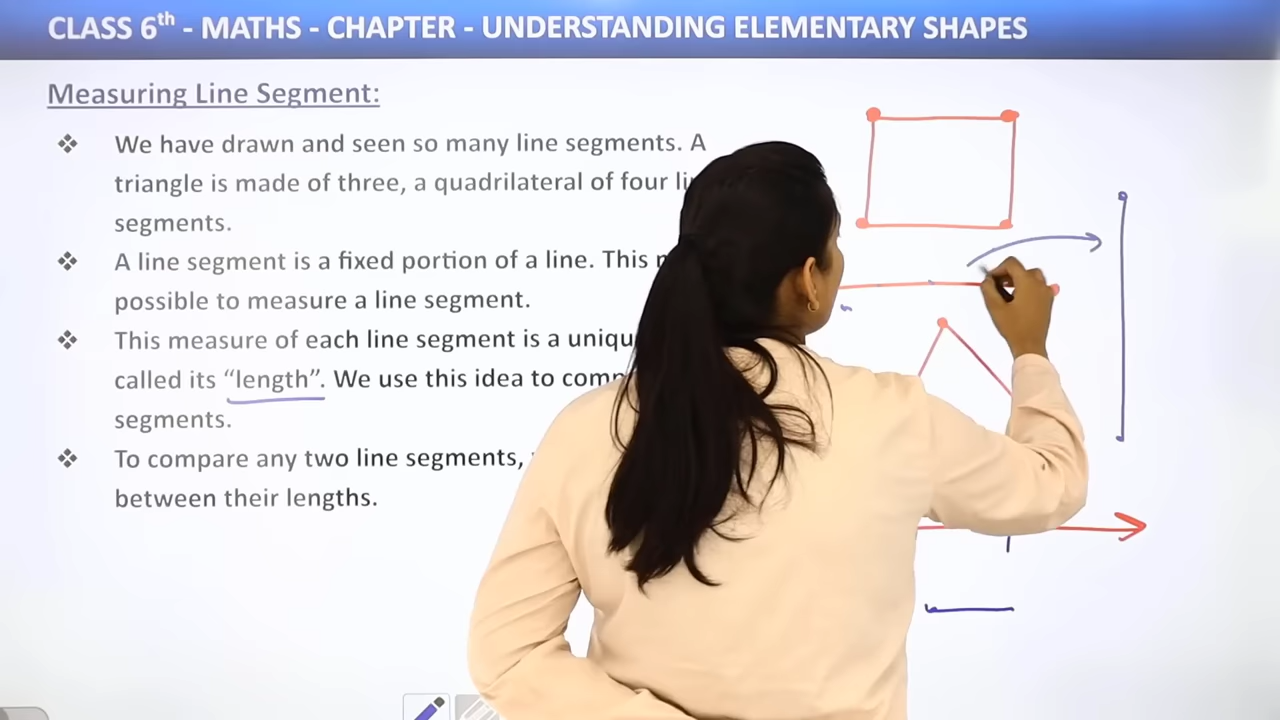 CLASS 6th - MATHS - CHAPTER - UNDERSTANDING ELEMENTARY SHAPES
Measuring Line Segment:
❖ We have drawn and seen so many line segments. A
triangle is made of three, a quadrilateral of four
segments.
❖ A line segment is a fixed portion of a line. This
possible to measure a line segment.
❖ This measure of each line segment is a
called its “length”. We use this idea to
segments.
❖ To compare any two line segments,
between their lengths.